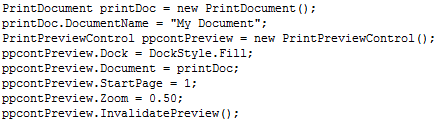 PrintDocument printDoc = new PrintDocument();
printDoc.DocumentName = "My Document";
PrintPreviewControl ppcontPreview = new PrintPreviewControl();
ppcontPreview.Dock = DockStyle.Fill;
ppcontPreview.Document = printDoc;
ppcontPreview.StartPage = 1;
ppcontPreview.Zoom = 0.50;
ppcontPreview.InvalidatePreview();